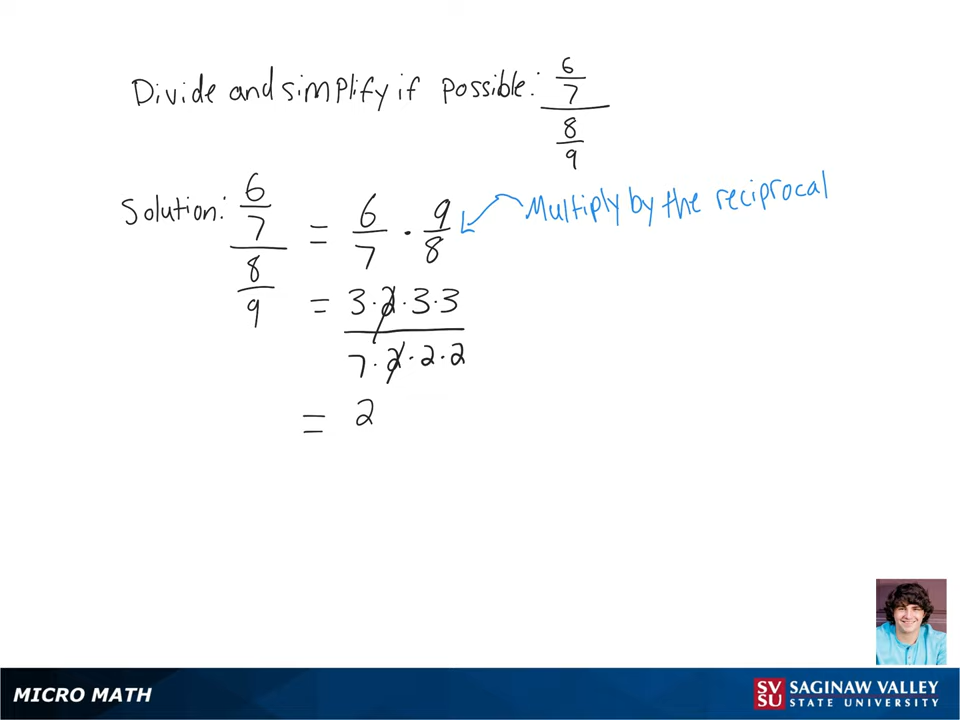 Divide and simplify if possible: 6/7 / 8/9
Solution: 6/7 / 8/9 = 6/7 · 9/8 Multiply by the reciprocal
= 3·2·3·3 / 7·2·2·2
= 2
MICRO MATH
SVSU SAGINAW VALLEY STATE UNIVERSITY